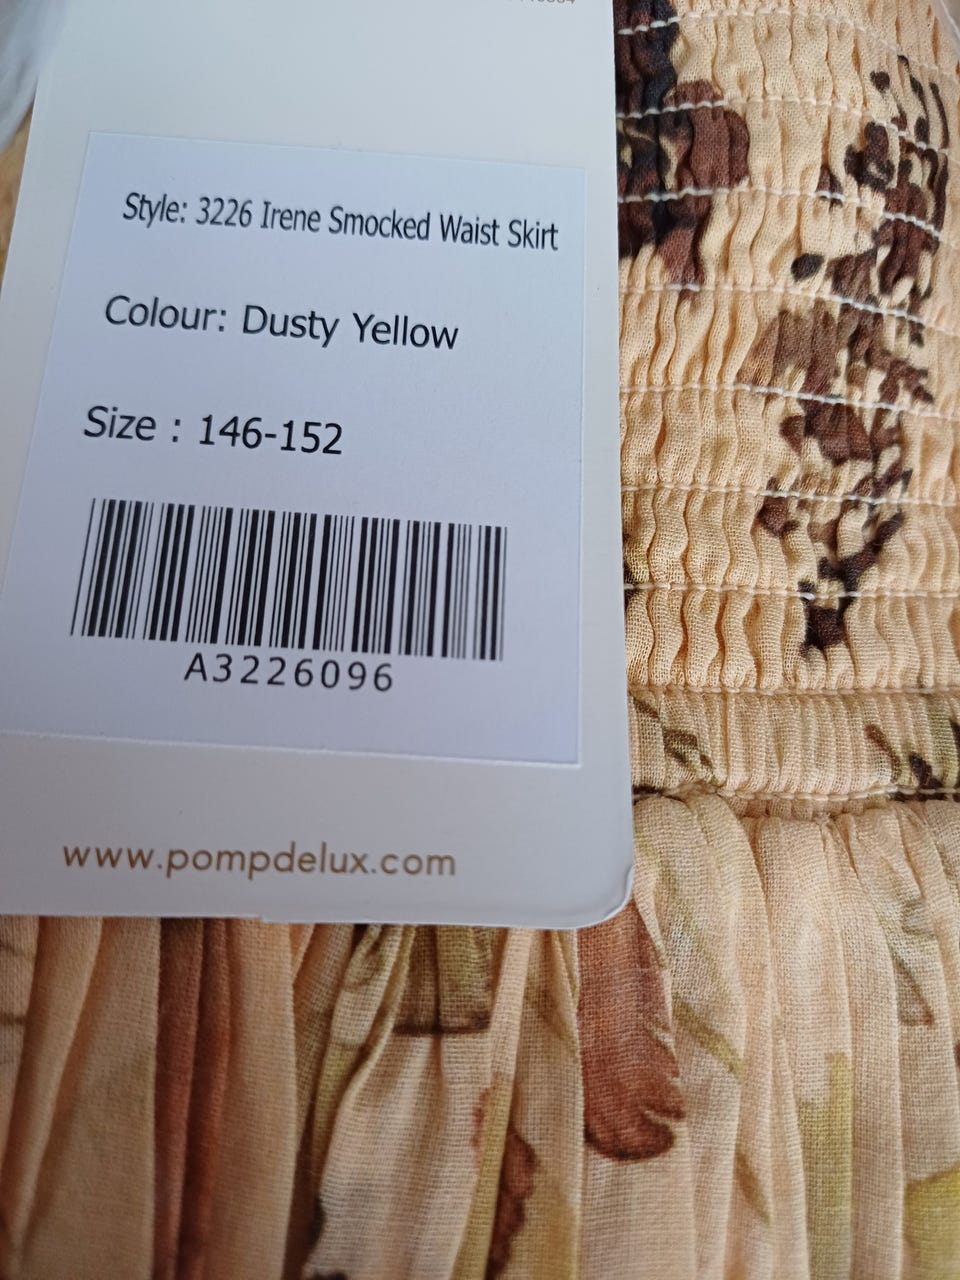 Style: 3226 Irene Smocked Waist Skirt
Colour: Dusty Yellow
Size : 146-152
A3226096
www.pompdelux.com